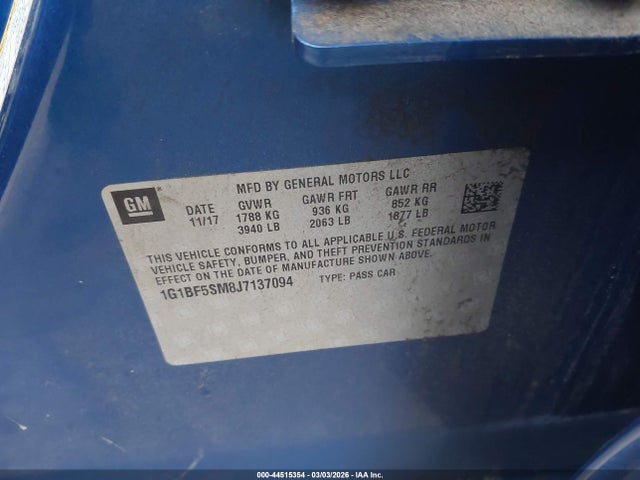 MFD BY GENERAL MOTORS LLC
GM
DATE GVWR GAWR FRT GAWR RR
11/17 1788 KG 936 KG 852 KG
3940 LB 2063 LB 1877 LB
THIS VEHICLE CONFORMS TO ALL APPLICABLE U.S. FEDERAL MOTOR
VEHICLE SAFETY, BUMPER, AND THEFT PREVENTION STANDARDS IN
EFFECT ON THE DATE OF MANUFACTURE SHOWN ABOVE.
1G1BF5SM8J7137094 TYPE: PASS CAR
000-44515354 | 03/03/2026 | IAA Inc.